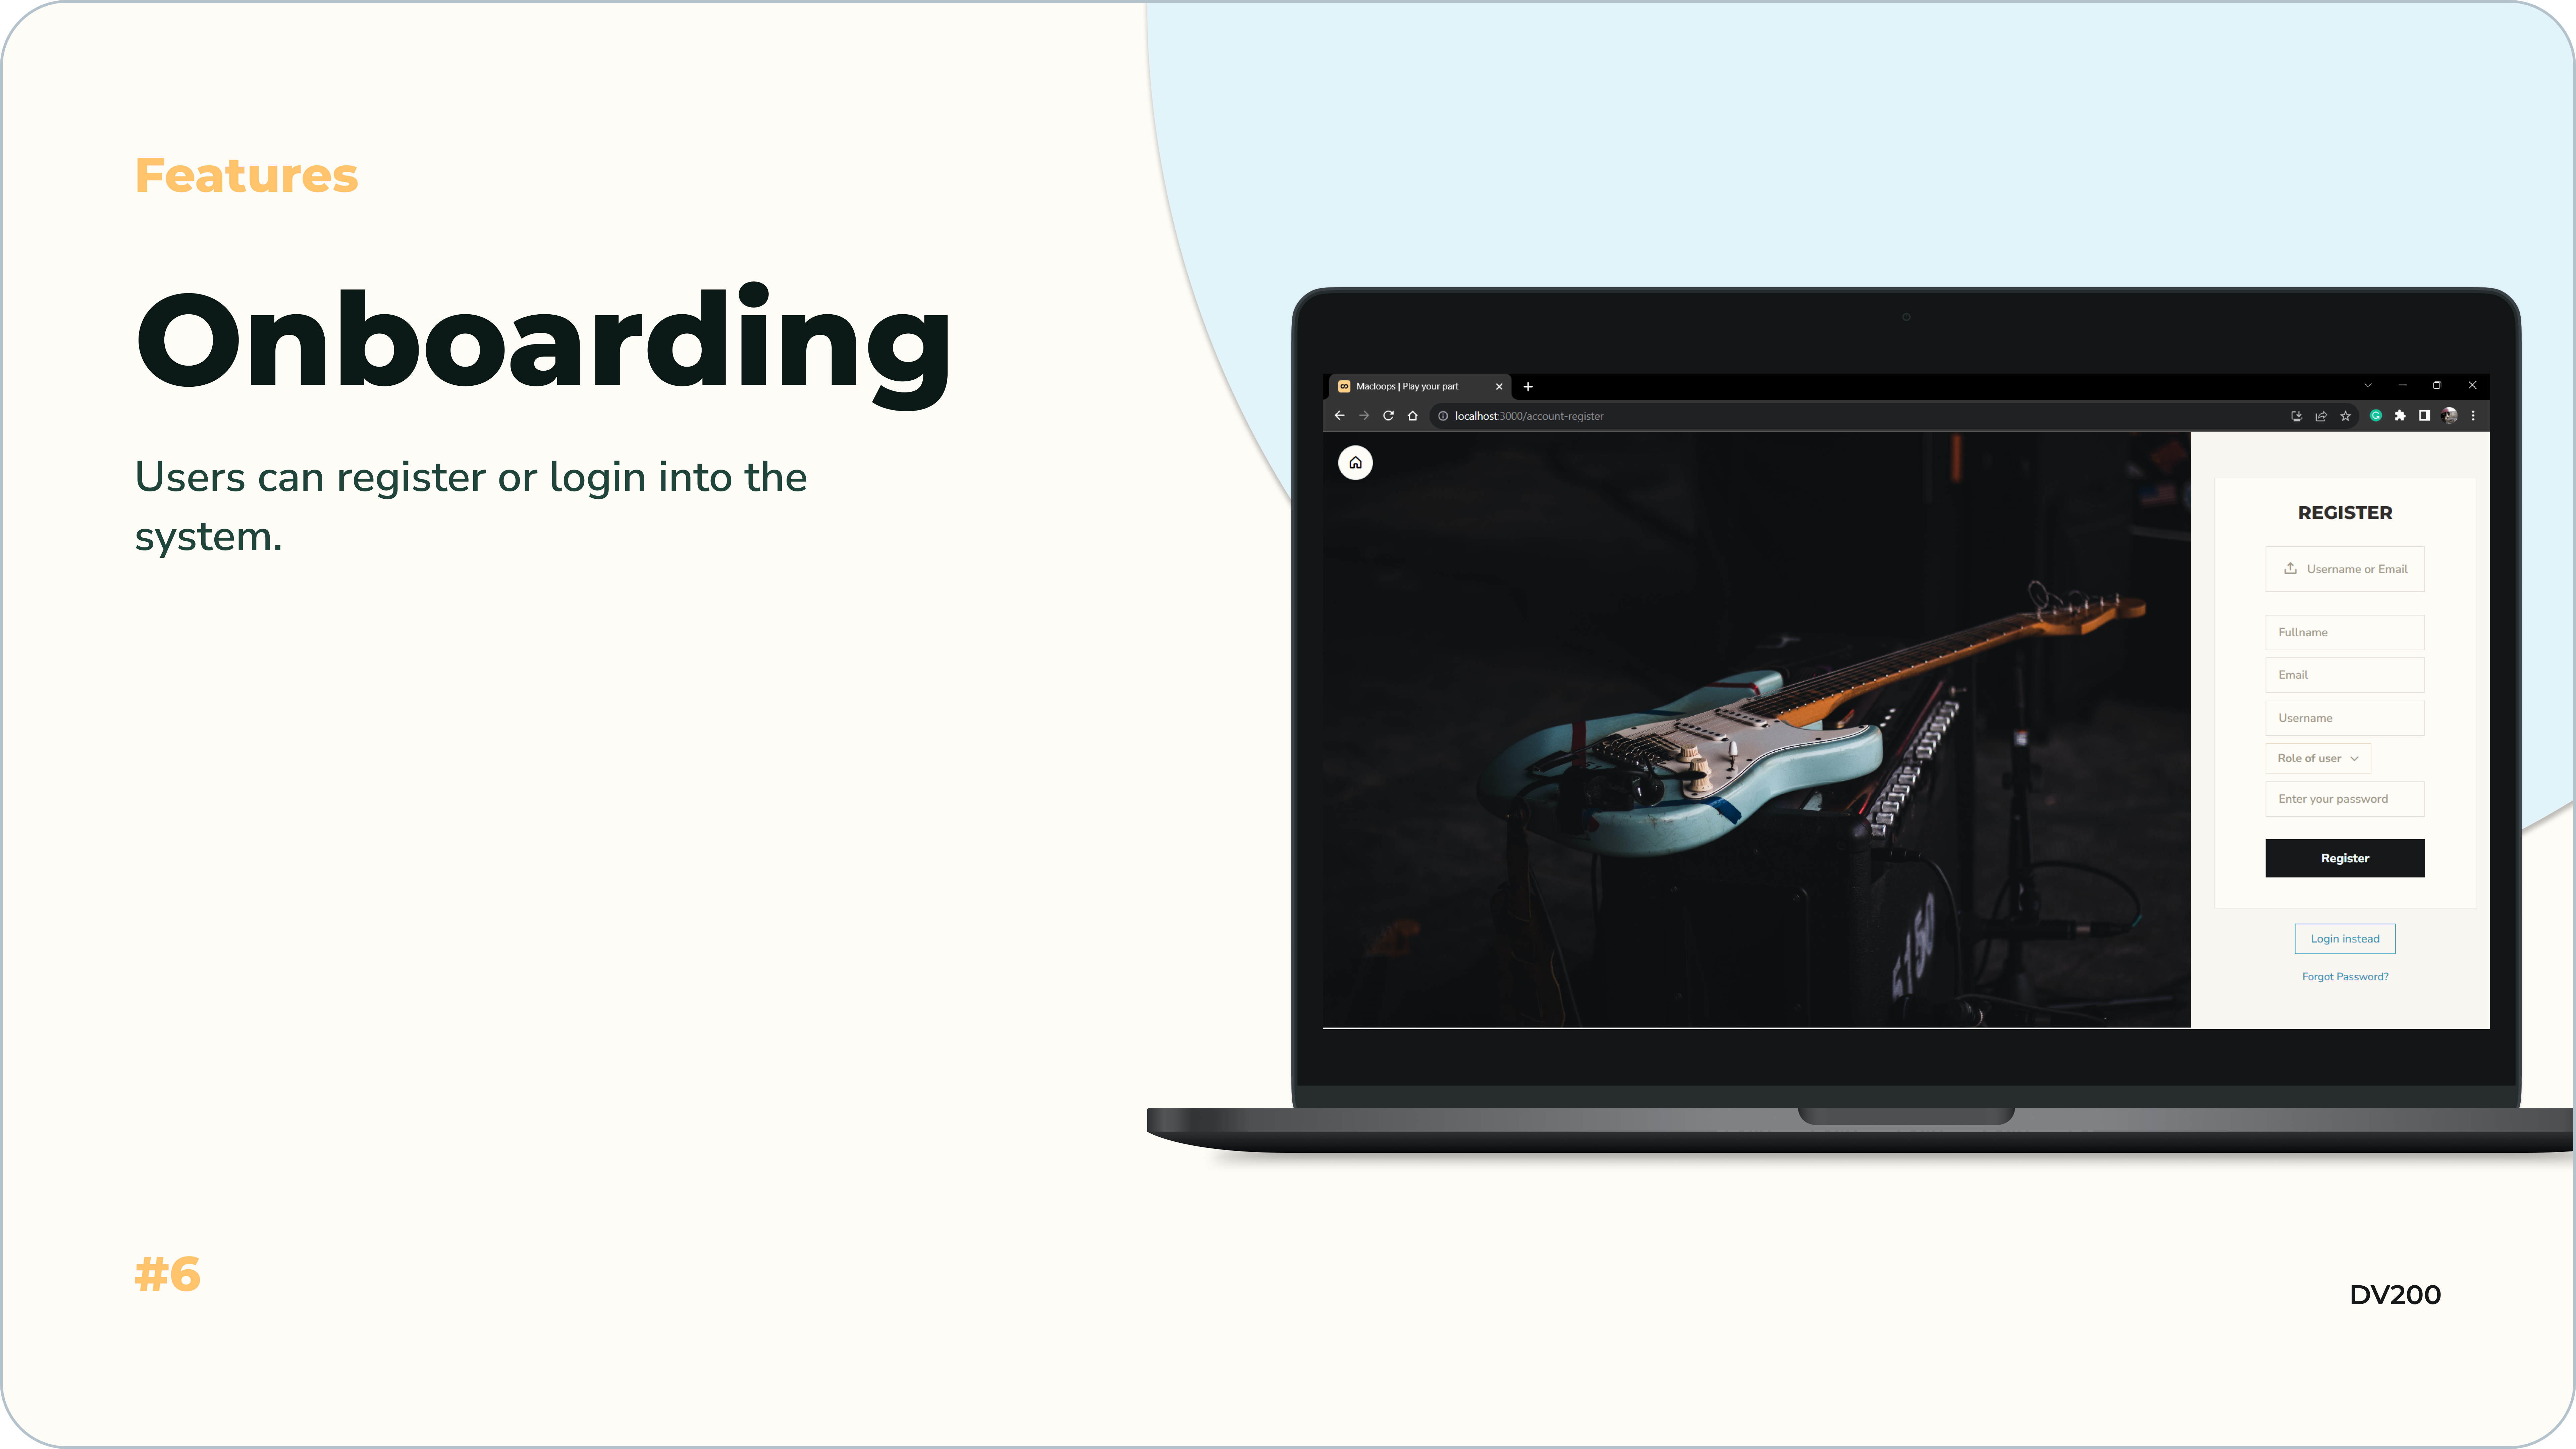 Features
Onboarding
Users can register or login into the
system.
Macloops | Play your part
localhost:3000/account-register
REGISTER
Username or Email
Fullname
Email
Username
Role of user
Enter your password
Register
Login instead
Forgot Password?
5150
#6
DV200